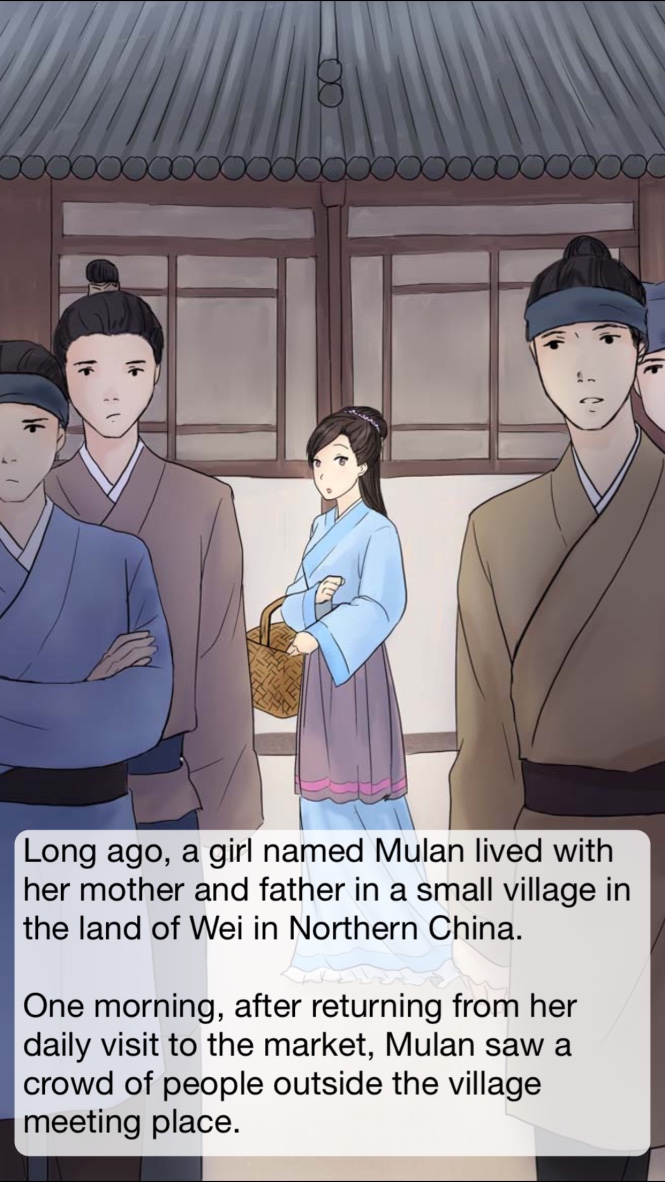 Long ago, a girl named Mulan lived with
her mother and father in a small village in
the land of Wei in Northern China.
One morning, after returning from her
daily visit to the market, Mulan saw a
crowd of people outside the village
meeting place.